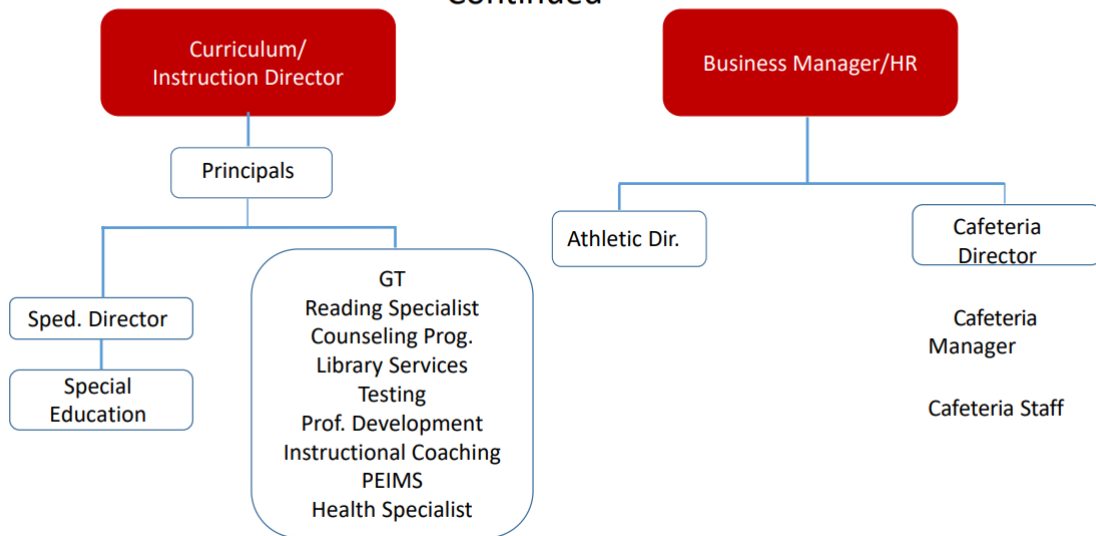 Continued
Curriculum/
Instruction Director
Principals
Sped. Director
Special
Education
GT
Reading Specialist
Counseling Prog.
Library Services
Testing
Prof. Development
Instructional Coaching
PEIMS
Health Specialist
Business Manager/HR
Athletic Dir.
Cafeteria
Director
Cafeteria
Manager
Cafeteria Staff